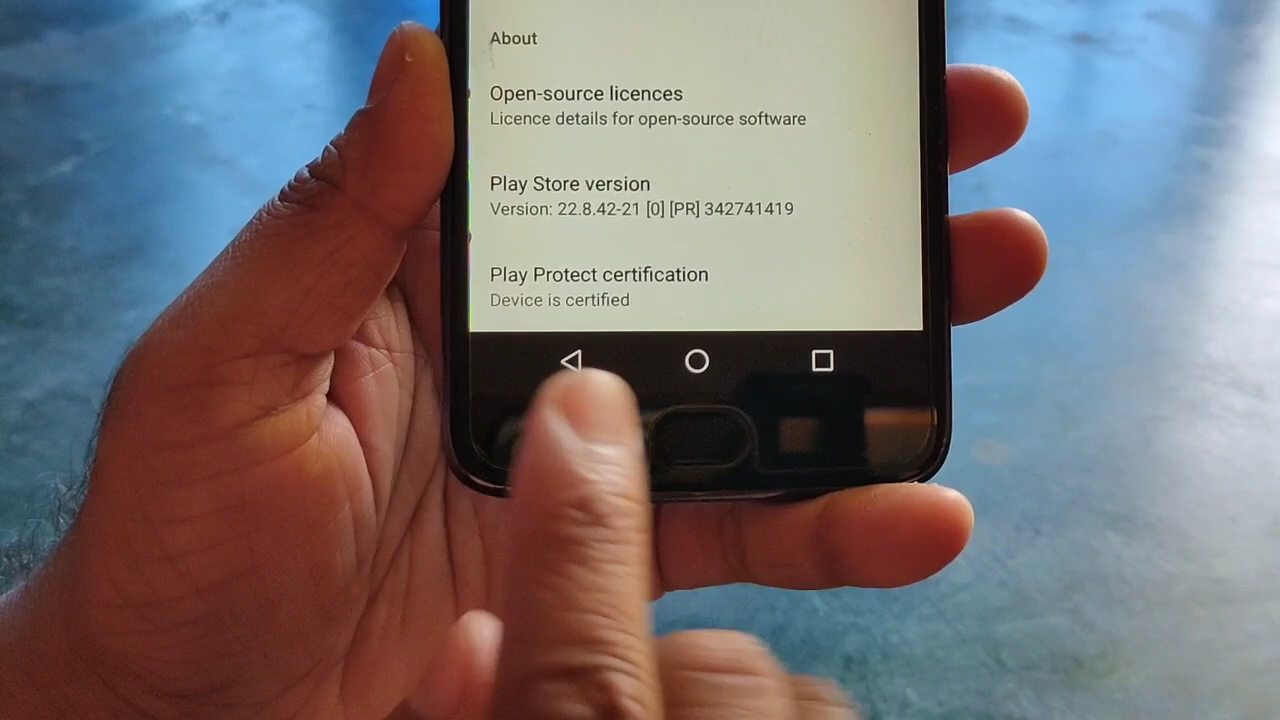 About
Open-source licences
Licence details for open-source software
Play Store version
Version: 22.8.42-21 [0] [PR] 342741419
Play Protect certification
Device is certified